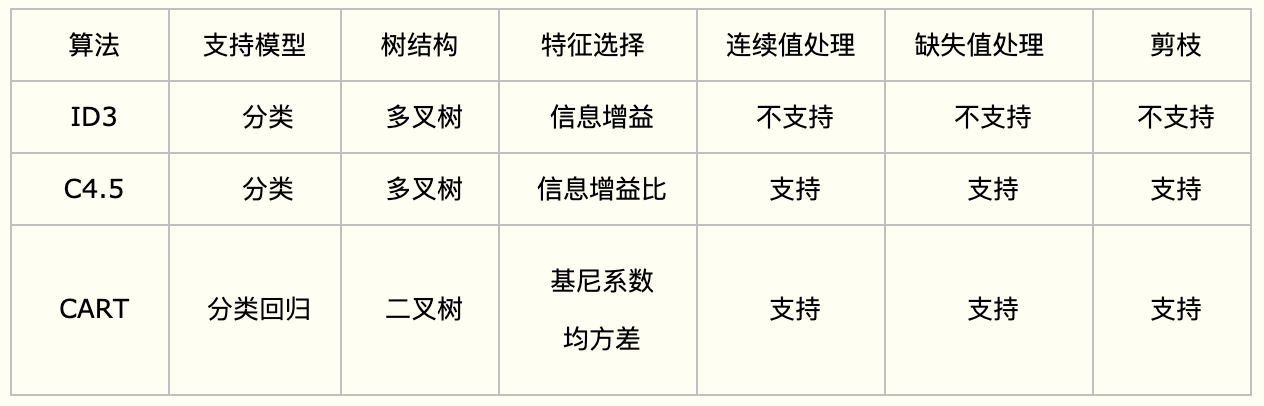 算法 支持模型 树结构 特征选择 连续值处理 缺失值处理 剪枝
ID3 分类 多叉树 信息增益 不支持 不支持 不支持
C4.5 分类 多叉树 信息增益比 支持 支持 支持
CART 分类回归 二叉树 基尼系数 均方差 支持 支持 支持